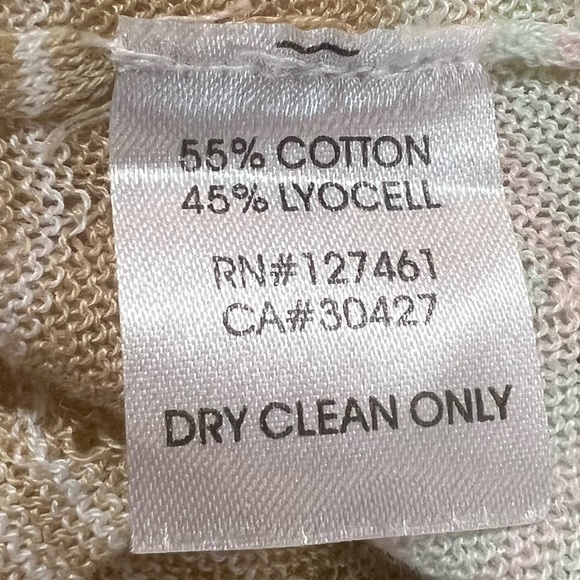 55% COTTON
45% LYOCELL
RN#127461
CA#30427
DRY CLEAN ONLY